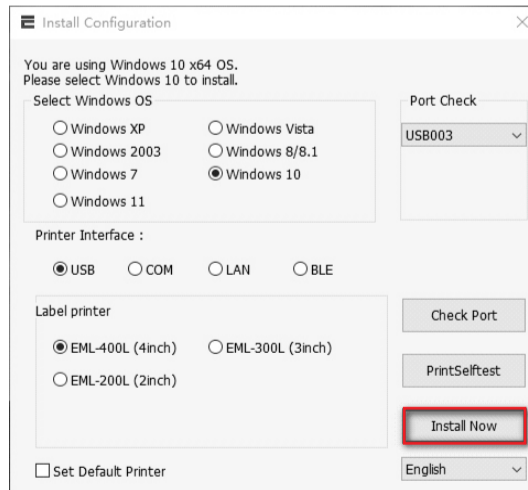 Install Configuration
You are using Windows 10 x64 OS.
Please select Windows 10 to install.
Select Windows OS
Port Check
Windows XP
Windows Vista
USB003
Windows 2003
Windows 8/8.1
Windows 7
Windows 10
Windows 11
Printer Interface :
USB
COM
LAN
BLE
Label printer
Check Port
EML-400L (4inch)
EML-300L (3inch)
EML-200L (2inch)
PrintSelftest
Install Now
Set Default Printer
English